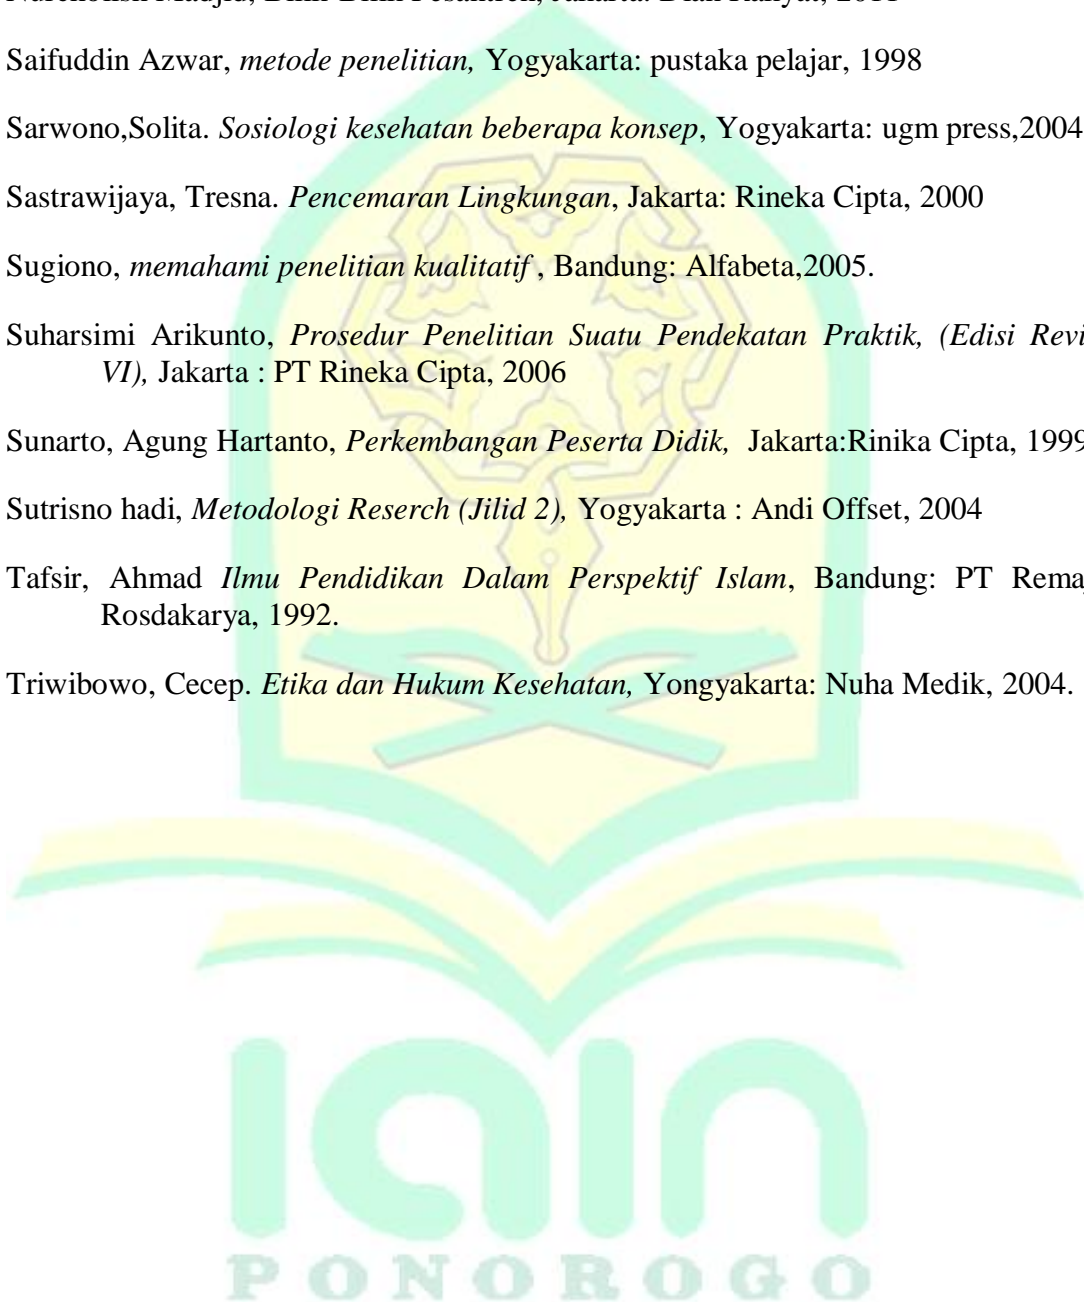 Saifuddin Azwar, metode penelitian, Yogyakarta: pustaka pelajar, 1998
Sarwono,Solita. Sosiologi kesehatan beberapa konsep, Yogyakarta: ugm press,2004
Sastrawijaya, Tresna. Pencemaran Lingkungan, Jakarta: Rineka Cipta, 2000
Sugiono, memahami penelitian kualitatif , Bandung: Alfabeta,2005.
Suharsimi Arikunto, Prosedur Penelitian Suatu Pendekatan Praktik, (Edisi Revi
VI), Jakarta : PT Rineka Cipta, 2006
Sunarto, Agung Hartanto, Perkembangan Peserta Didik, Jakarta:Rinika Cipta, 1999
Sutrisno hadi, Metodologi Reserch (Jilid 2), Yogyakarta : Andi Offset, 2004
Tafsir, Ahmad Ilmu Pendidikan Dalam Perspektif Islam, Bandung: PT Rema
Rosdakarya, 1992.
Triwibowo, Cecep. Etika dan Hukum Kesehatan, Yongyakarta: Nuha Medik, 2004.
iain
PONOROGO